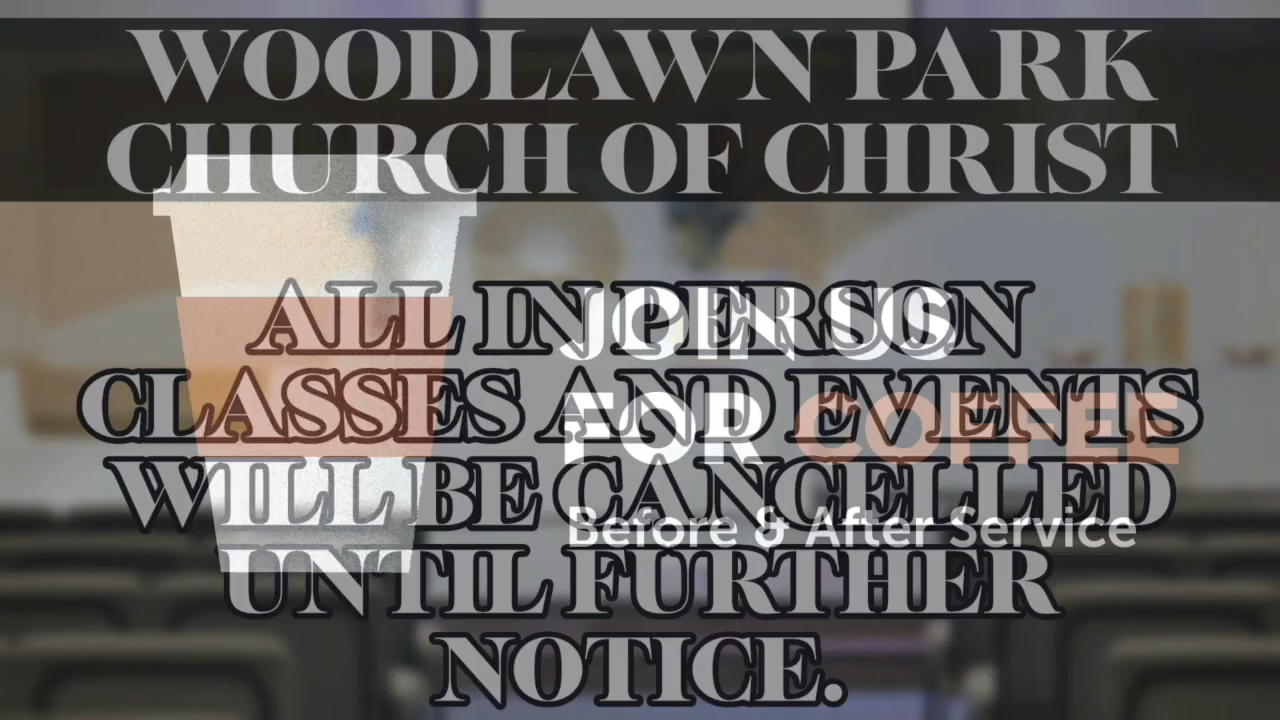 WOODLAWN PARK
CHURCH OF CHRIST
ALL IN PERSON
CLASSES AND EVENTS
WILL BE CANCELLED
UNTIL FURTHER
NOTICE.
JOIN US
FOR COFFEE
Before & After Service